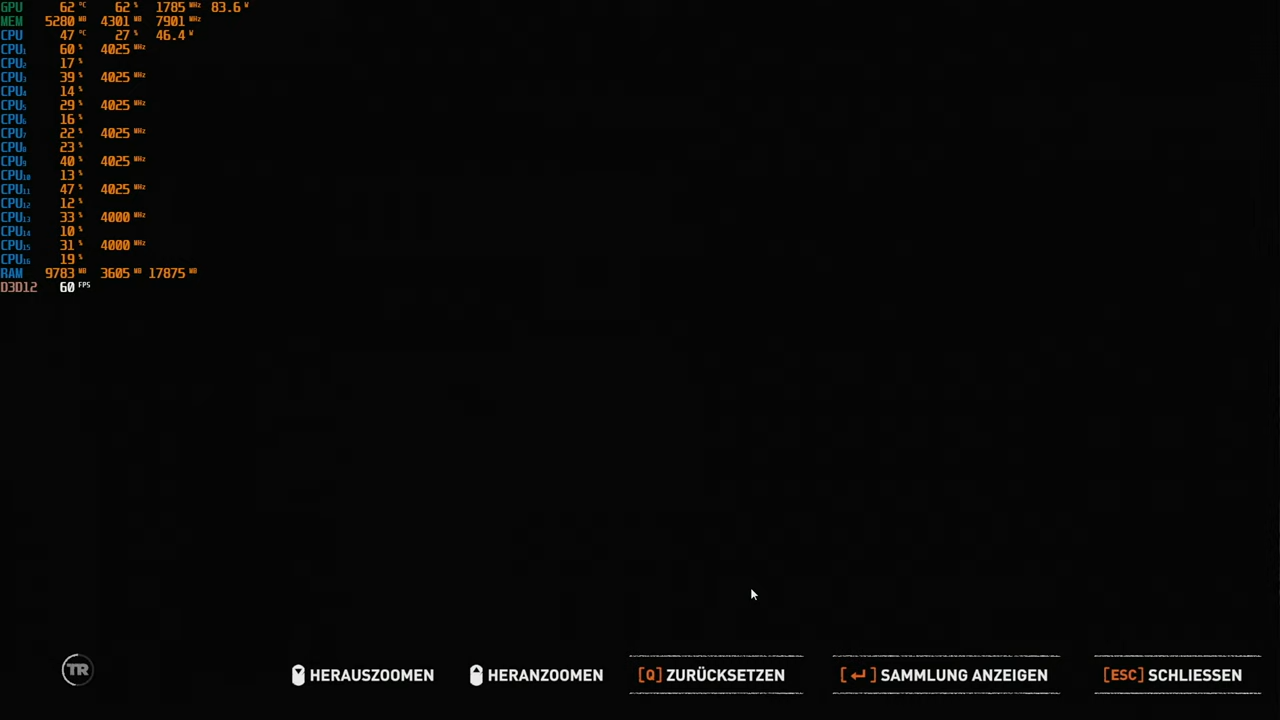 GPU 62 °C 62 % 1785 MHz 83.6 W
MEM 5280 MB 4301 MB 7901 MHz
CPU 47 °C 27 % 46.4 W
CPU1 60 % 4025 MHz
CPU2 17 %
CPU3 39 % 4025 MHz
CPU4 14 %
CPU5 29 % 4025 MHz
CPU6 16 %
CPU7 22 % 4025 MHz
CPU8 23 %
CPU9 40 % 4025 MHz
CPU10 13 %
CPU11 47 % 4025 MHz
CPU12 12 %
CPU13 33 % 4000 MHz
CPU14 10 %
CPU15 31 % 4000 MHz
CPU16 19 %
RAM 9783 MB 3605 MB 17875 MB
D3D12 60 FPS
TR HERAUSZOOMEN HERANZOOMEN [Q] ZURÜCKSETZEN [↵] SAMMLUNG ANZEIGEN [ESC] SCHLIESSEN